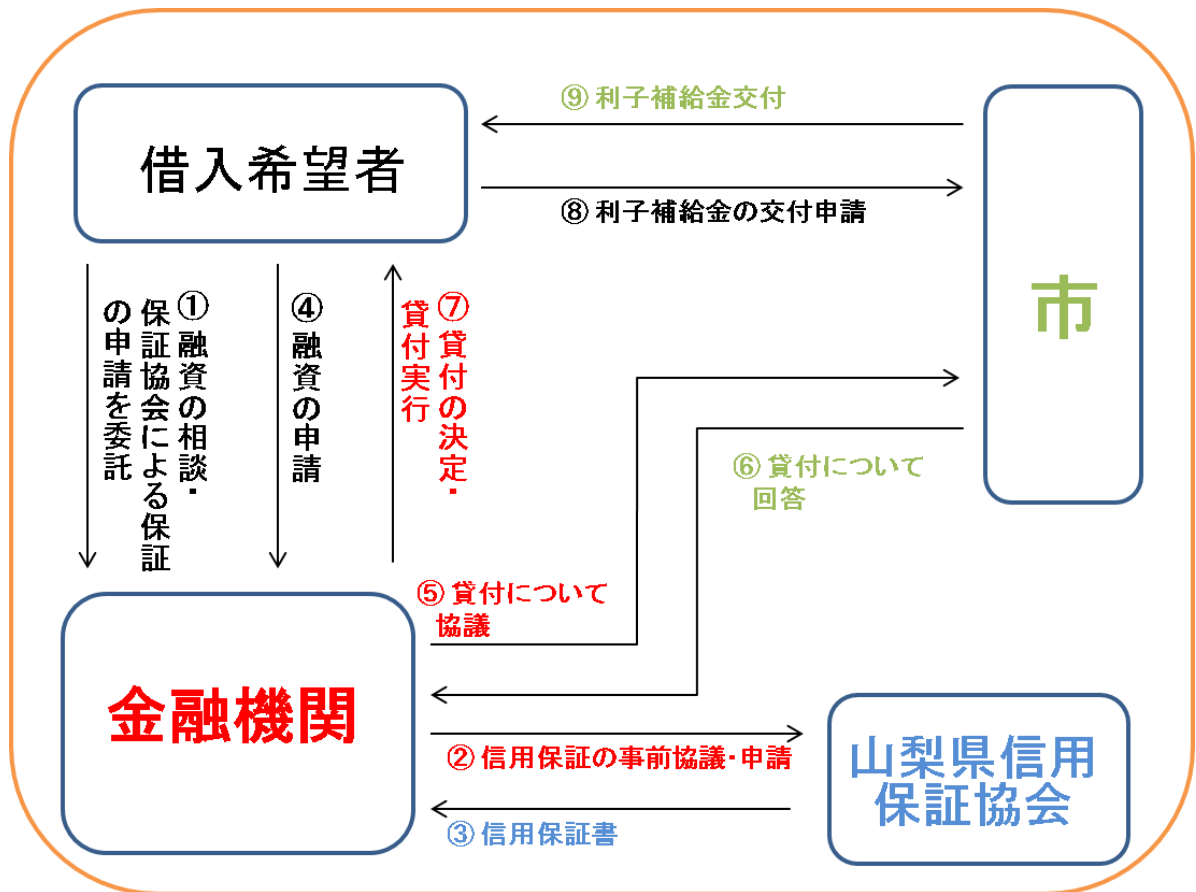 ⑨ 利子補給金交付
借入希望者
⑧ 利子補給金の交付申請
市
①融資の相談・
保証協会による保証
の申請を委託
④融資の申請
⑦貸付の決定・
貸付実行
⑥ 貸付について
回答
⑤ 貸付について
協議
金融機関
② 信用保証の事前協議・申請
山梨県信用
保証協会
③ 信用保証書